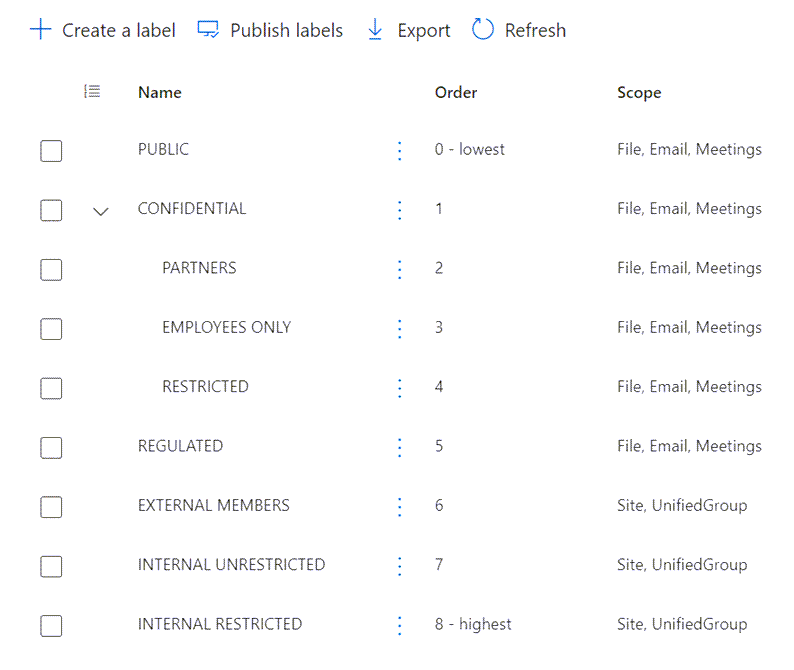 Create a label Publish labels Export Refresh
Name Order Scope
PUBLIC 0 - lowest File, Email, Meetings
CONFIDENTIAL 1 File, Email, Meetings
PARTNERS 2 File, Email, Meetings
EMPLOYEES ONLY 3 File, Email, Meetings
RESTRICTED 4 File, Email, Meetings
REGULATED 5 File, Email, Meetings
EXTERNAL MEMBERS 6 Site, UnifiedGroup
INTERNAL UNRESTRICTED 7 Site, UnifiedGroup
INTERNAL RESTRICTED 8 - highest Site, UnifiedGroup